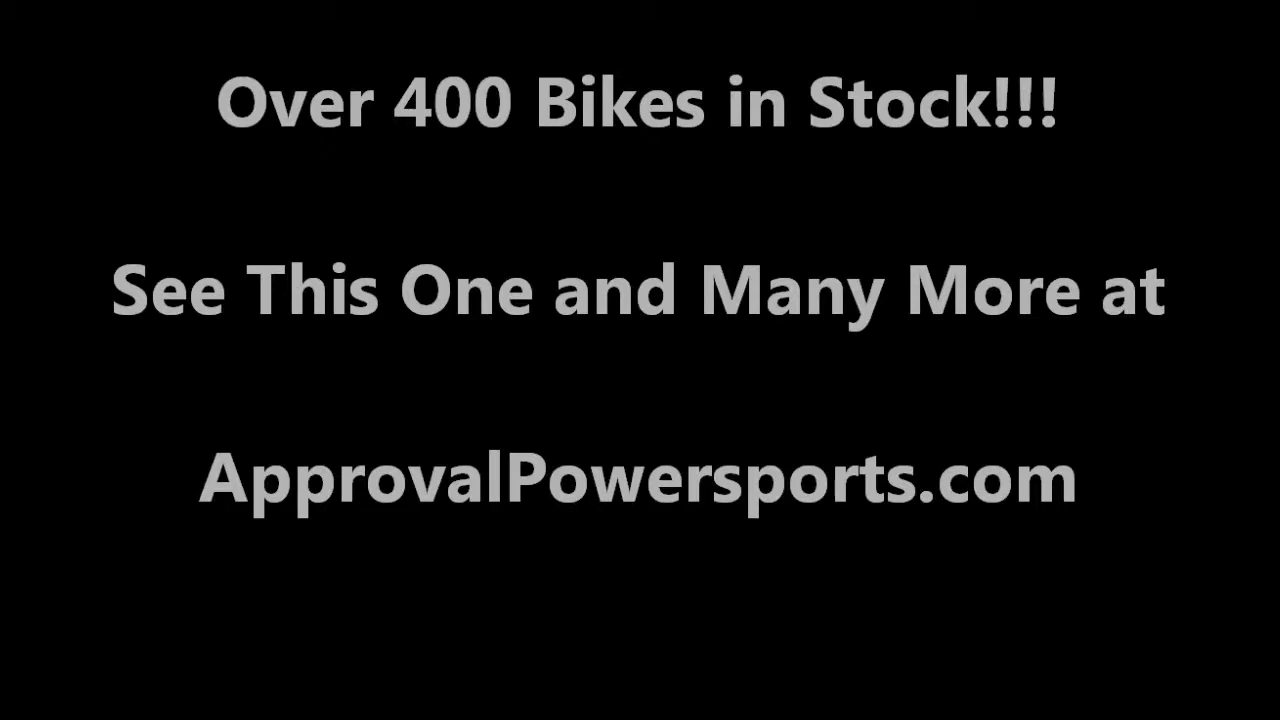 Over 400 Bikes in Stock!!!
See This One and Many More at
ApprovalPowersports.com